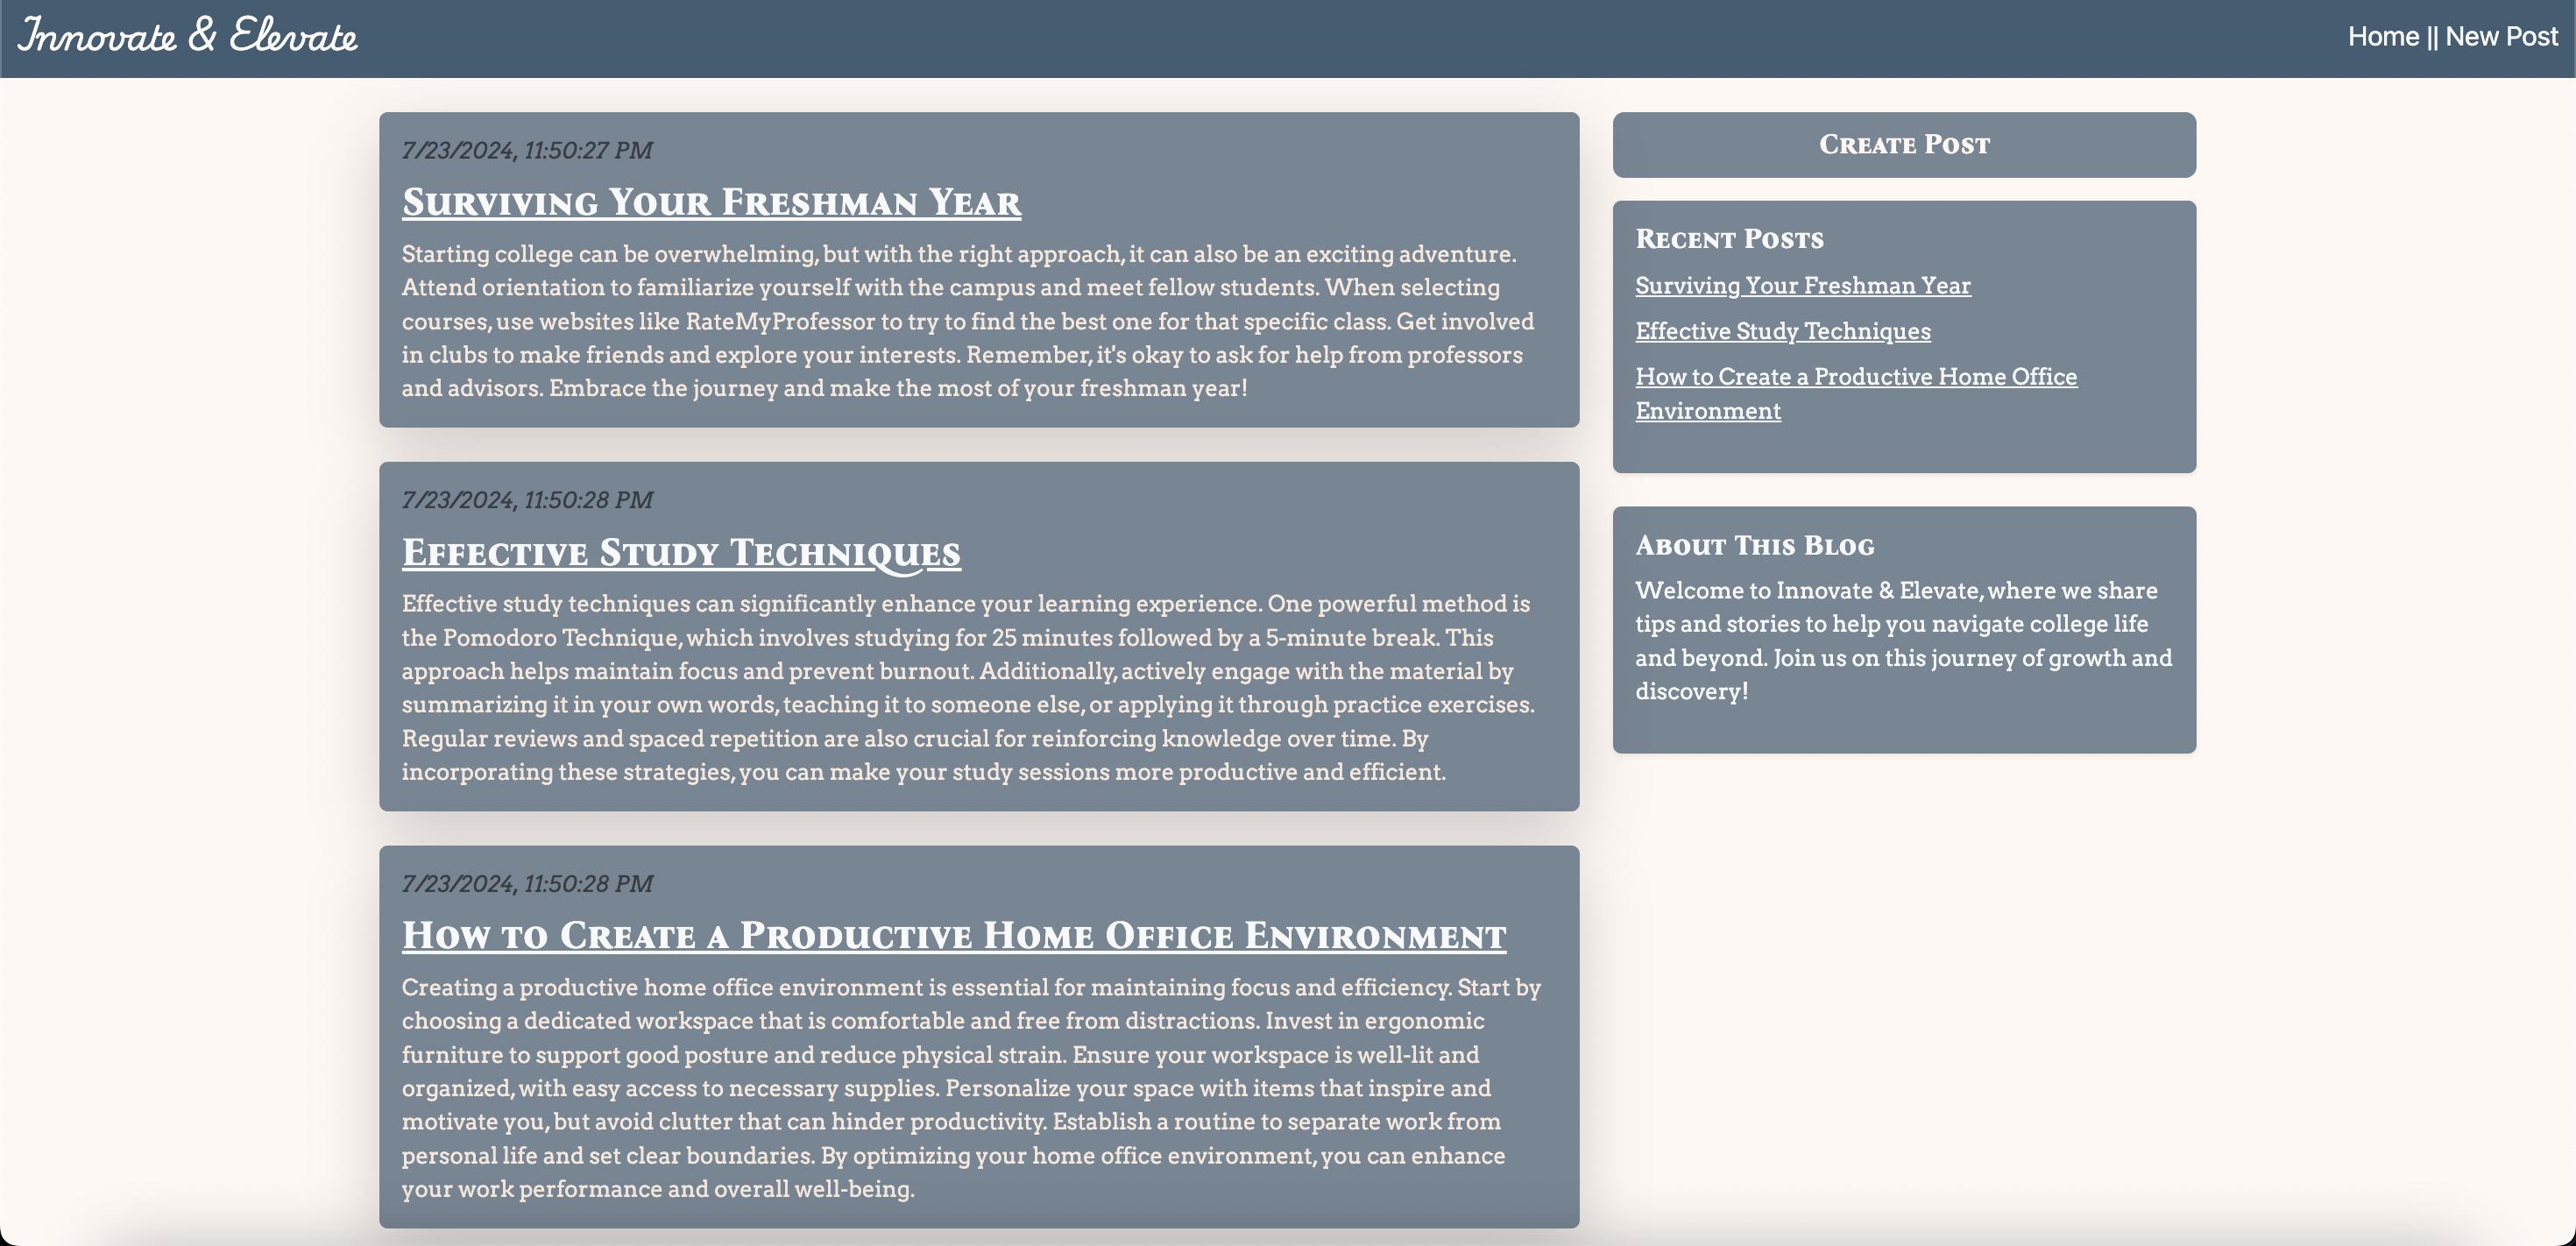 Innovate & Elevate
Home || New Post
7/23/2024, 11:50:27 PM
Surviving Your Freshman Year
Starting college can be overwhelming, but with the right approach, it can also be an exciting adventure.
Attend orientation to familiarize yourself with the campus and meet fellow students. When selecting
courses, use websites like RateMyProfessor to try to find the best one for that specific class. Get involved
in clubs to make friends and explore your interests. Remember, it's okay to ask for help from professors
and advisors. Embrace the journey and make the most of your freshman year!
7/23/2024, 11:50:28 PM
Effective Study Techniques
Effective study techniques can significantly enhance your learning experience. One powerful method is
the Pomodoro Technique, which involves studying for 25 minutes followed by a 5-minute break. This
approach helps maintain focus and prevent burnout. Additionally, actively engage with the material by
summarizing it in your own words, teaching it to someone else, or applying it through practice exercises.
Regular reviews and spaced repetition are also crucial for reinforcing knowledge over time. By
incorporating these strategies, you can make your study sessions more productive and efficient.
7/23/2024, 11:50:28 PM
How to Create a Productive Home Office Environment
Creating a productive home office environment is essential for maintaining focus and efficiency. Start by
choosing a dedicated workspace that is comfortable and free from distractions. Invest in ergonomic
furniture to support good posture and reduce physical strain. Ensure your workspace is well-lit and
organized, with easy access to necessary supplies. Personalize your space with items that inspire and
motivate you, but avoid clutter that can hinder productivity. Establish a routine to separate work from
personal life and set clear boundaries. By optimizing your home office environment, you can enhance
your work performance and overall well-being.
Create Post
Recent Posts
Surviving Your Freshman Year
Effective Study Techniques
How to Create a Productive Home Office
Environment
About This Blog
Welcome to Innovate & Elevate, where we share
tips and stories to help you navigate college life
and beyond. Join us on this journey of growth and
discovery!